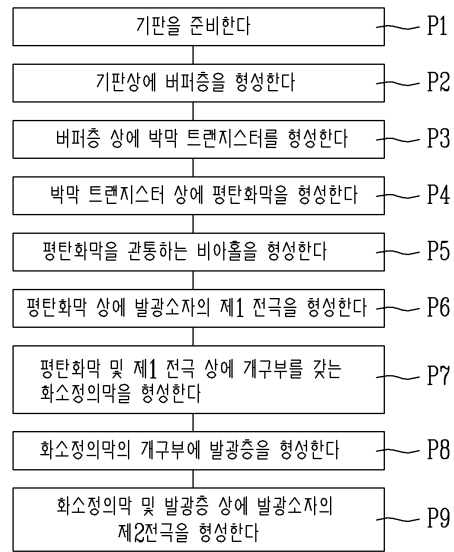 기판을 준비한다 P1
기판상에 버퍼층을 형성한다 P2
버퍼층 상에 박막 트랜지스터를 형성한다 P3
박막 트랜지스터 상에 평탄화막을 형성한다 P4
평탄화막을 관통하는 비아홀을 형성한다 P5
평탄화막 상에 발광소자의 제1 전극을 형성한다 P6
평탄화막 및 제1 전극 상에 개구부를 갖는 P7
화소정의막을 형성한다
화소정의막의 개구부에 발광층을 형성한다 P8
화소정의막 및 발광층 상에 발광소자의 P9
제2전극을 형성한다